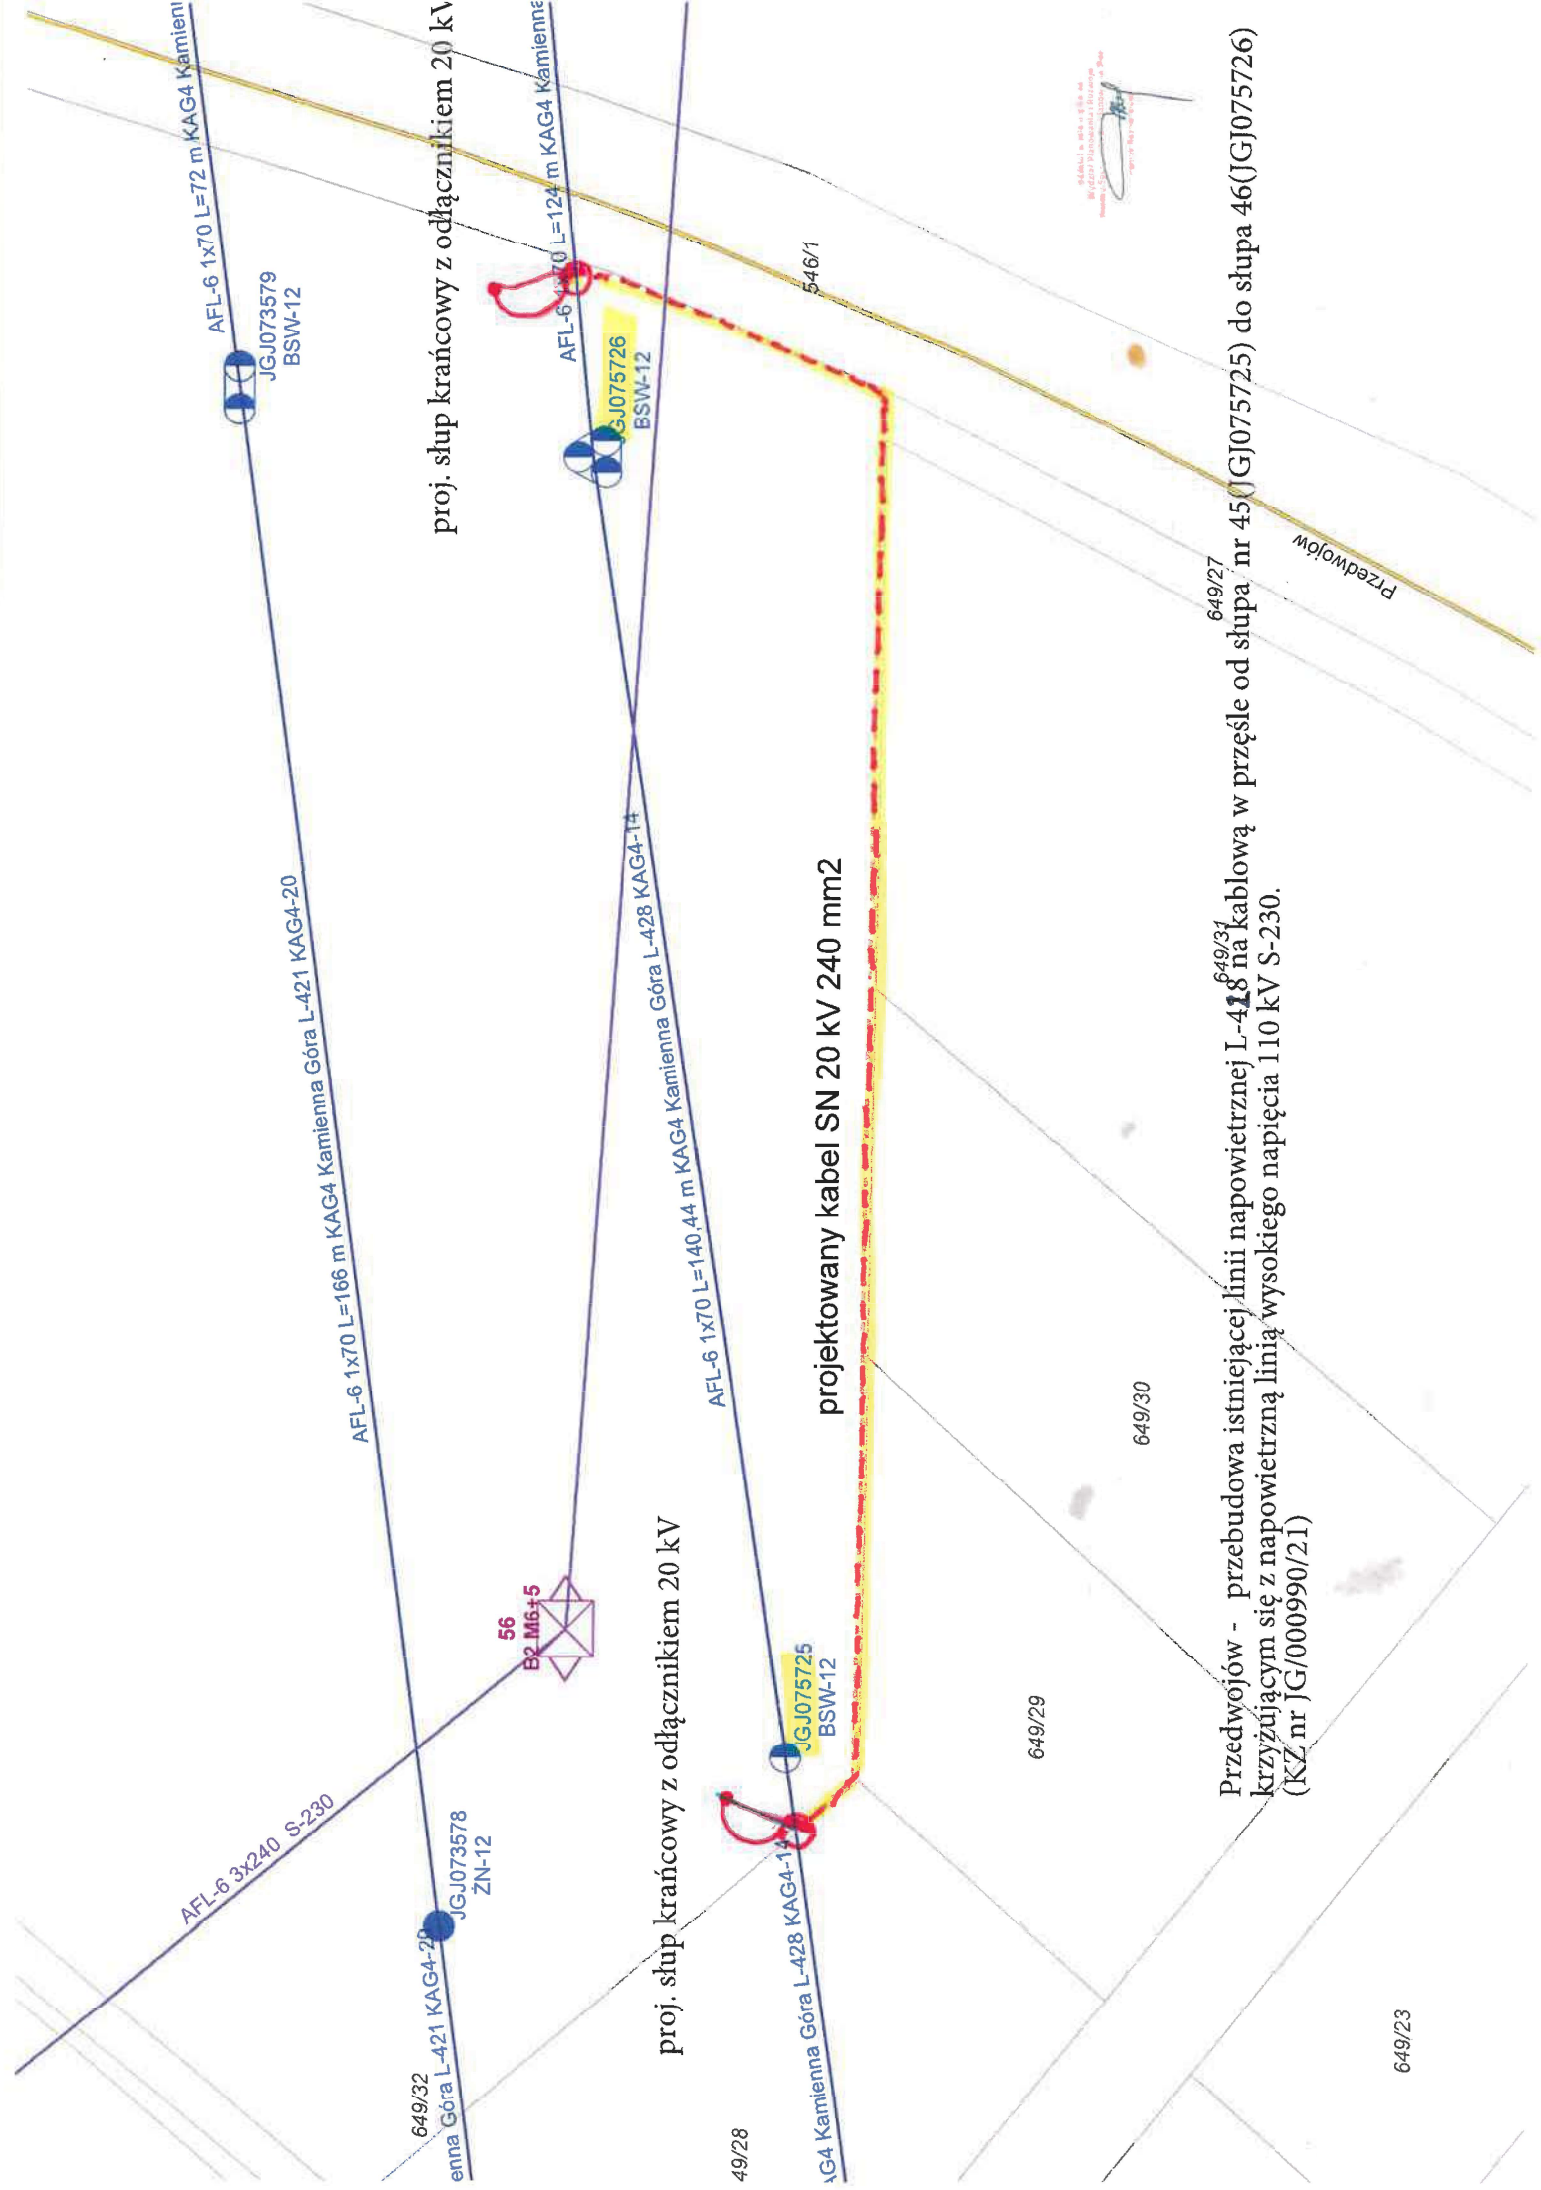 AFL-6 1x70 L=72 m KAG4 Kamienn
JGJ073579
BSW-12
proj. słup krańcowy z odłącznikiem 20 kV
AFL-6 1x70 L=124 m KAG4 Kamienna
JGJ075726
BSW-12
546/1
AFL-6 1x70 L=166 m KAG4 Kamienna Góra L-421 KAG4-20
AFL-6 1x70 L=140,44 m KAG4 Kamienna Góra L-428 KAG4-14
projektowany kabel SN 20 kV 240 mm2
56
B2 M6+5
AFL-6 3x240 S-230
JGJ073578
ŻN-12
649/32
enna Góra L-421 KAG4-20
proj. słup krańcowy z odłącznikiem 20 kV
JGJ075725
BSW-12
49/28
AG4 Kamienna Góra L-428 KAG4-14
649/27
Przedwojów
649/31
649/30
649/29
649/23
Przedwojów - przebudowa istniejącej linii napowietrznej L-428 na kablową w przęśle od słupa nr 45(JGJ075725) do słupa 46(JGJ075726)
krzyżującym się z napowietrzną linią wysokiego napięcia 110 kV S-230.
(KZ nr JG/000990/21)